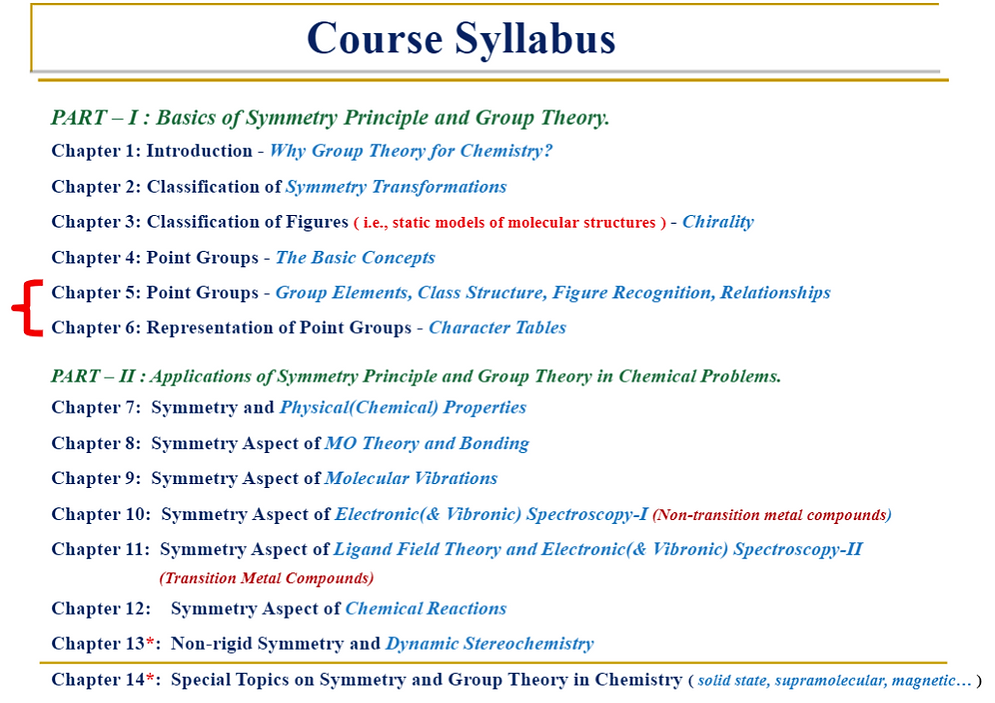 Course Syllabus
PART – I : Basics of Symmetry Principle and Group Theory.
Chapter 1: Introduction - Why Group Theory for Chemistry?
Chapter 2: Classification of Symmetry Transformations
Chapter 3: Classification of Figures ( i.e., static models of molecular structures ) - Chirality
Chapter 4: Point Groups - The Basic Concepts
Chapter 5: Point Groups - Group Elements, Class Structure, Figure Recognition, Relationships
Chapter 6: Representation of Point Groups - Character Tables
PART – II : Applications of Symmetry Principle and Group Theory in Chemical Problems.
Chapter 7: Symmetry and Physical(Chemical) Properties
Chapter 8: Symmetry Aspect of MO Theory and Bonding
Chapter 9: Symmetry Aspect of Molecular Vibrations
Chapter 10: Symmetry Aspect of Electronic(& Vibronic) Spectroscopy-I (Non-transition metal compounds)
Chapter 11: Symmetry Aspect of Ligand Field Theory and Electronic(& Vibronic) Spectroscopy-II
(Transition Metal Compounds)
Chapter 12: Symmetry Aspect of Chemical Reactions
Chapter 13*: Non-rigid Symmetry and Dynamic Stereochemistry
Chapter 14*: Special Topics on Symmetry and Group Theory in Chemistry ( solid state, supramolecular, magnetic… )